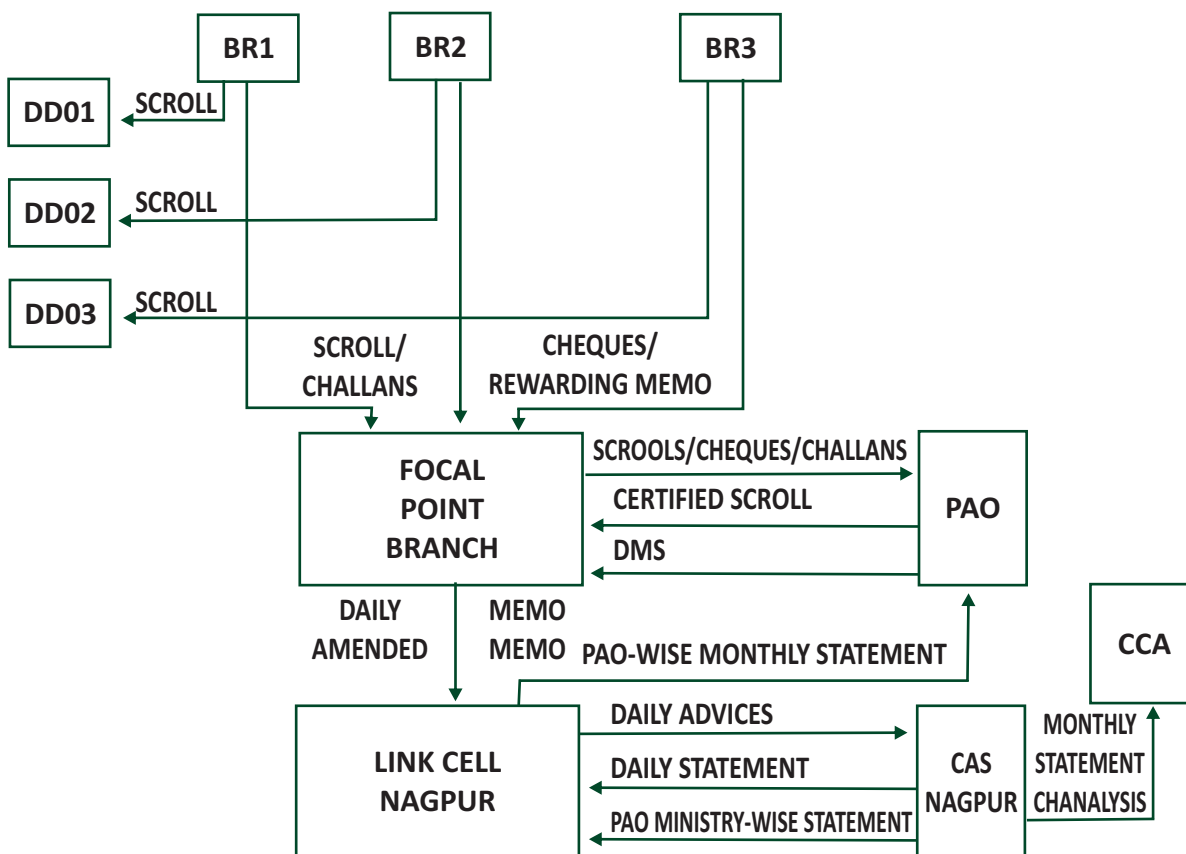 BR1
BR2
BR3
DD01
SCROLL
DD02
SCROLL
DD03
SCROLL
SCROLL/
CHALLANS
CHEQUES/
REWARDING MEMO
FOCAL
POINT
BRANCH
SCROOLS/CHEQUES/CHALLANS
CERTIFIED SCROLL
DMS
PAO
DAILY
AMENDED
MEMO
MEMO
PAO-WISE MONTHLY STATEMENT
CCA
LINK CELL
NAGPUR
DAILY ADVICES
DAILY STATEMENT
PAO MINISTRY-WISE STATEMENT
CAS
NAGPUR
MONTHLY
STATEMENT
CHANALYSIS